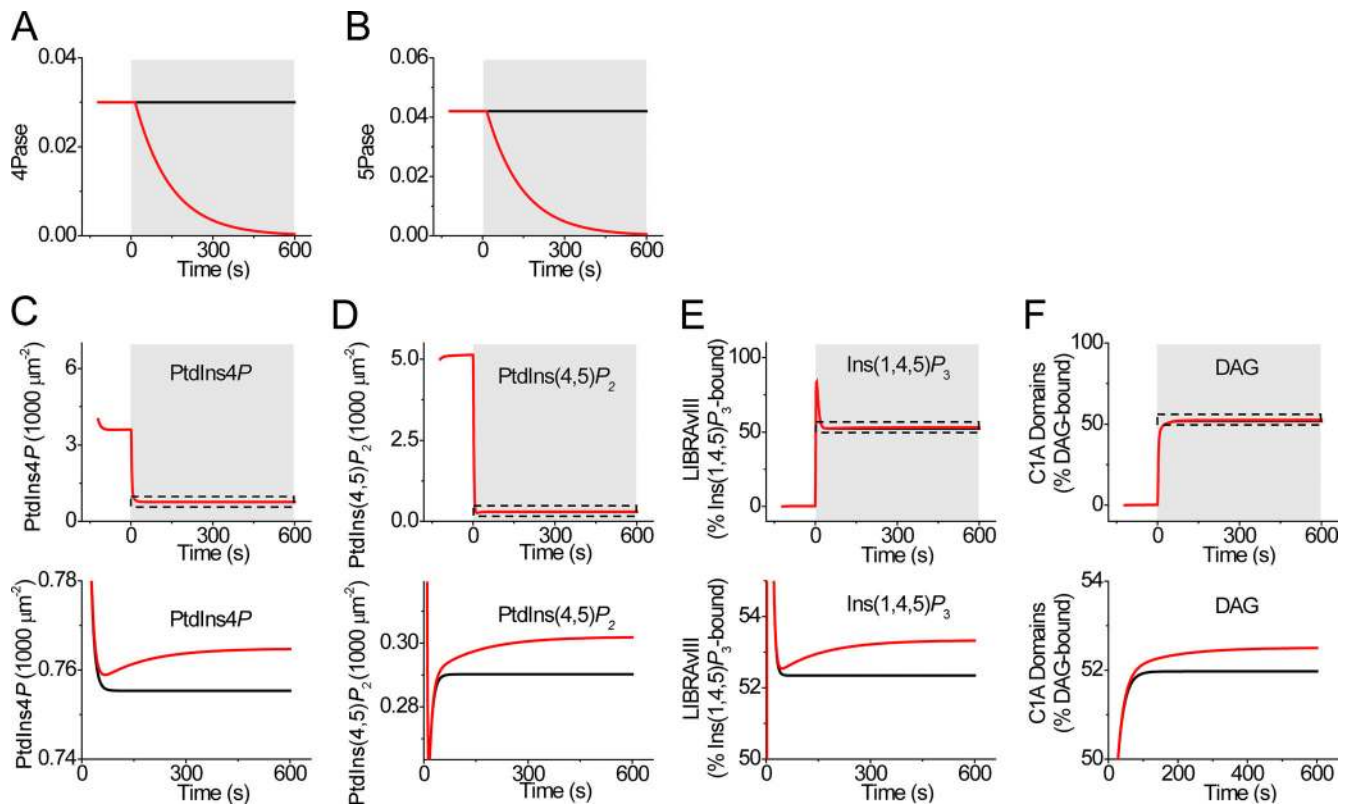 A
B
4Pase
0.04
0.02
0.00
0
300
600
Time (s)
5Pase
0.06
0.04
0.02
0.00
0
300
600
Time (s)
C
D
E
F
PtdIns4P (1000 μm-2)
6
3
0
PtdIns4P
0
300
600
Time (s)
PtdIns(4,5)P2 (1000 μm-2)
5.0
2.5
0.0
PtdIns(4,5)P2
0
300
600
Time (s)
LIBRAvIII
(% Ins(1,4,5)P3-bound)
100
50
0
Ins(1,4,5)P3
0
300
600
Time (s)
C1A Domains
(% DAG-bound)
100
50
0
DAG
0
300
600
Time (s)
PtdIns4P (1000 μm-2)
0.78
0.76
0.74
PtdIns4P
0
300
600
Time (s)
PtdIns(4,5)P2 (1000 μm-2)
0.30
0.28
PtdIns(4,5)P2
0
300
600
Time (s)
LIBRAvIII
(% Ins(1,4,5)P3-bound)
54
52
50
Ins(1,4,5)P3
0
300
600
Time (s)
C1A Domains
(% DAG-bound)
54
52
50
DAG
0
200
400
600
Time (s)